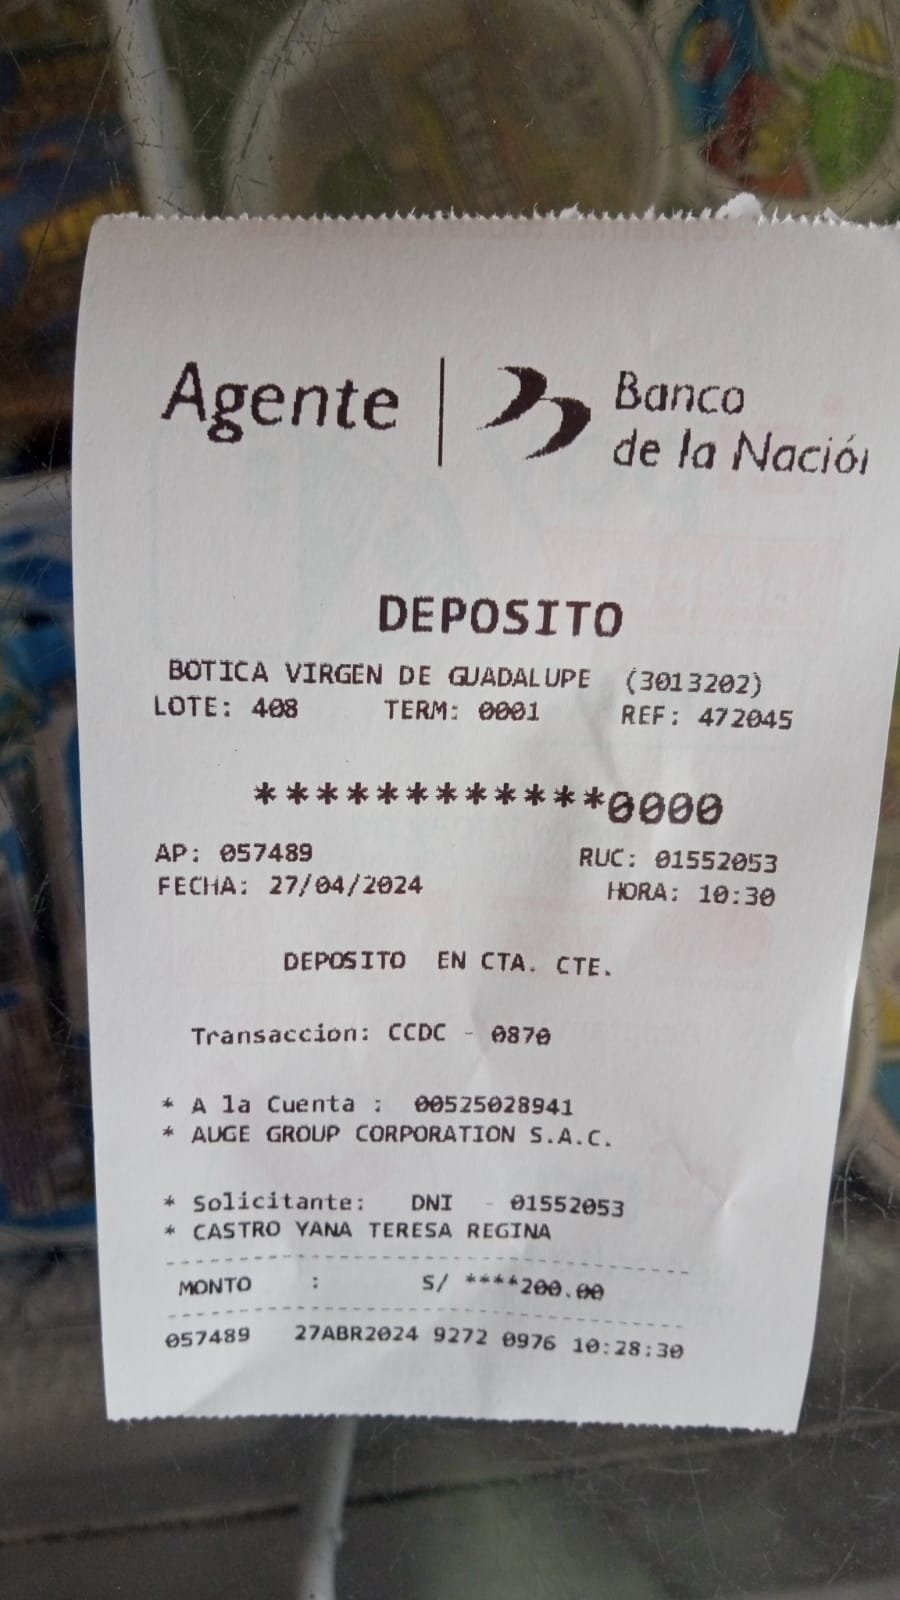 Agente | Banco
de la Nación
DEPOSITO
BOTICA VIRGEN DE GUADALUPE (3013202)
LOTE: 408 TERM: 0001 REF: 472045
************0000
AP: 057489 RUC: 01552053
FECHA: 27/04/2024 HORA: 10:30
DEPOSITO EN CTA. CTE.
Transaccion: CCDC - 0870
* A la Cuenta : 00525028941
* AUGE GROUP CORPORATION S.A.C.
* Solicitante: DNI - 01552053
* CASTRO YANA TERESA REGINA
MONTO : S/ ****200.00
057489 27ABR2024 9272 0976 10:28:30